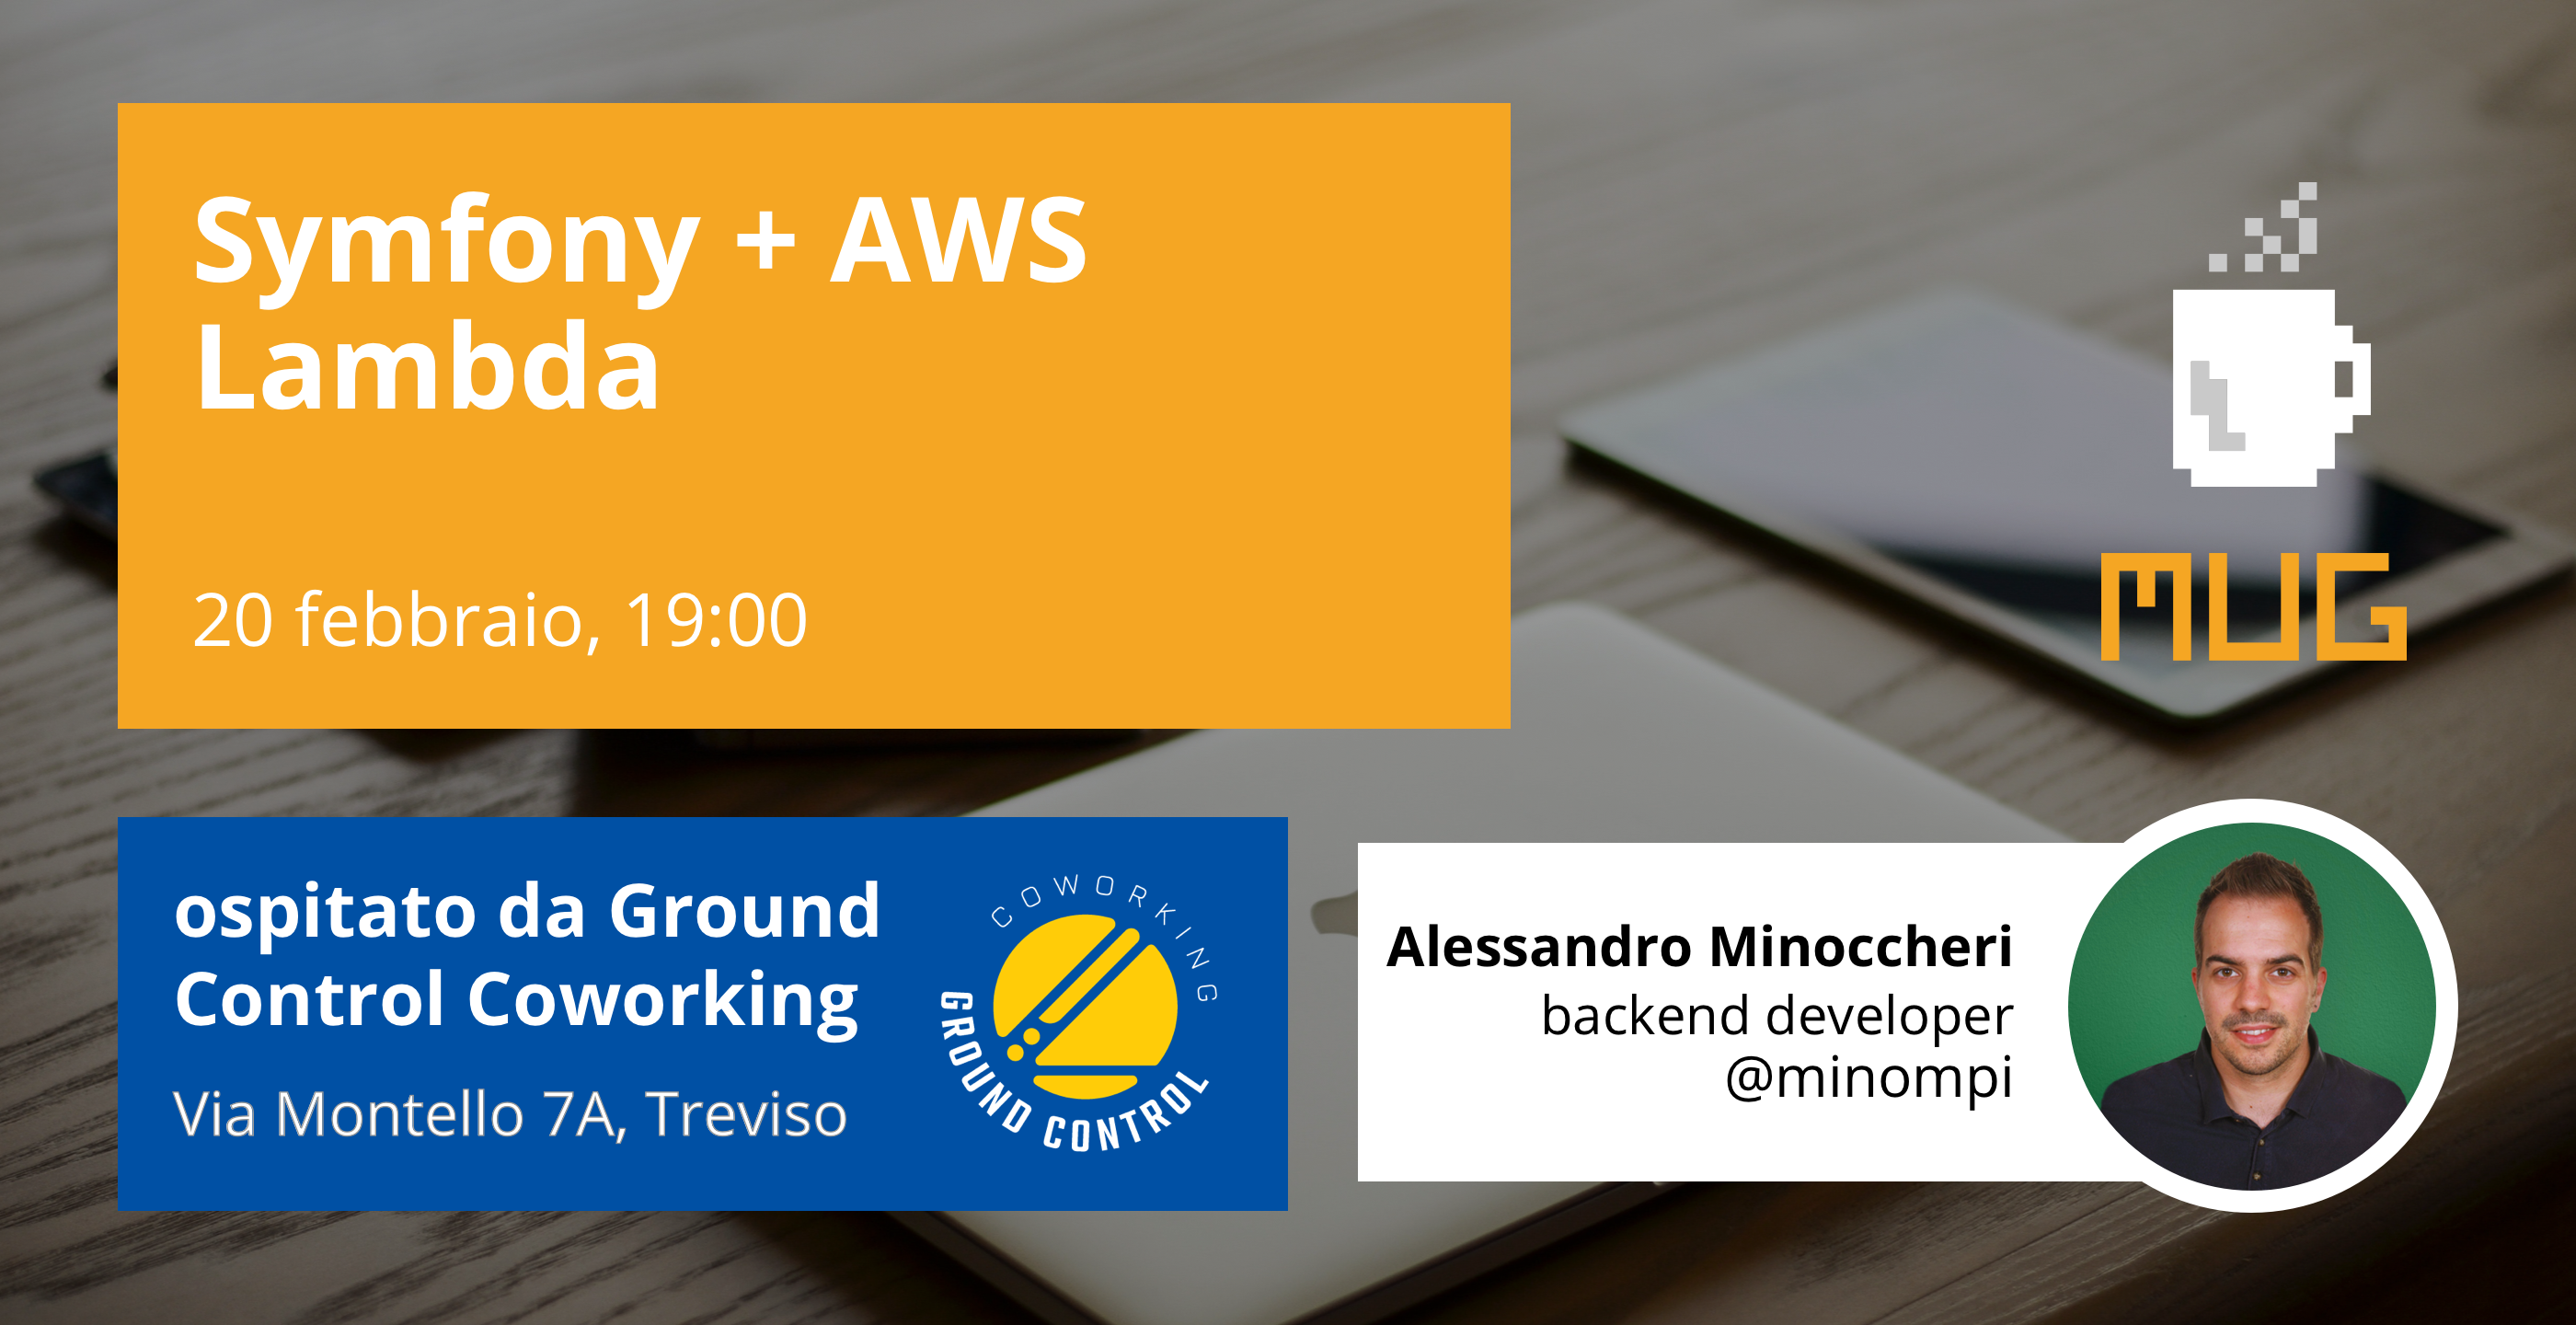 Symfony + AWS
Lambda
20 febbraio, 19:00
MUG
ospitato da Ground
Control Coworking
Via Montello 7A, Treviso
COWORKING
GROUND CONTROL
Alessandro Minoccheri
backend developer
@minompi